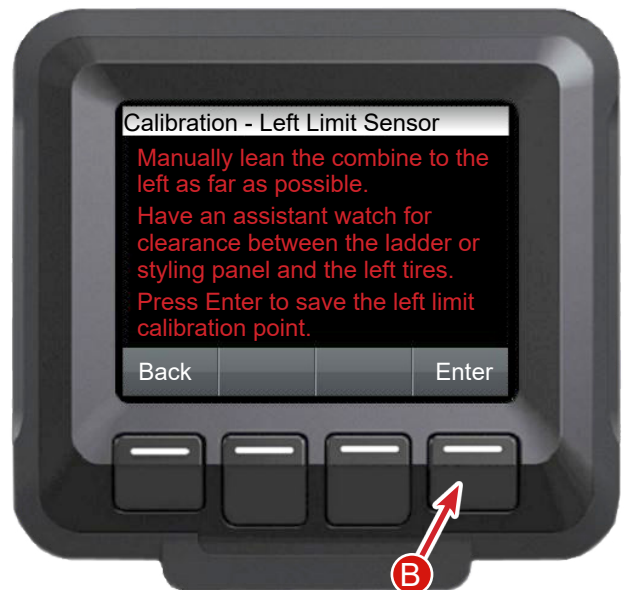 Calibration - Left Limit Sensor
Manually lean the combine to the
left as far as possible.
Have an assistant watch for
clearance between the ladder or
styling panel and the left tires.
Press Enter to save the left limit
calibration point.
Back Enter
B